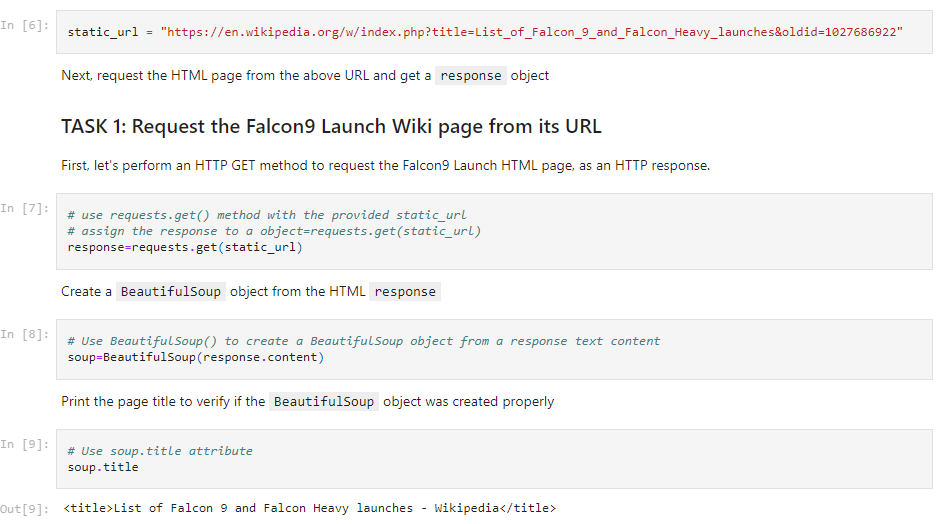 In [6]: static_url = "https://en.wikipedia.org/w/index.php?title=List_of_Falcon_9_and_Falcon_Heavy_launches&oldid=1027686922"
Next, request the HTML page from the above URL and get a response object
TASK 1: Request the Falcon9 Launch Wiki page from its URL
First, let's perform an HTTP GET method to request the Falcon9 Launch HTML page, as an HTTP response.
In [7]: # use requests.get() method with the provided static_url
# assign the response to a object=requests.get(static_url)
response=requests.get(static_url)
Create a BeautifulSoup object from the HTML response
In [8]: # Use BeautifulSoup() to create a BeautifulSoup object from a response text content
soup=BeautifulSoup(response.content)
Print the page title to verify if the BeautifulSoup object was created properly
In [9]: # Use soup.title attribute
soup.title
Out[9]: <title>List of Falcon 9 and Falcon Heavy launches - Wikipedia</title>